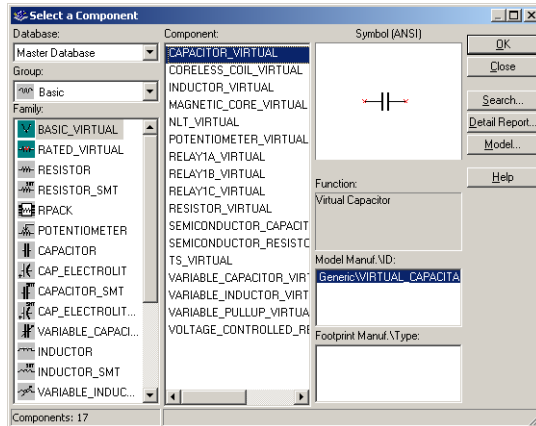 Select a Component
Database:
Master Database
Group:
Basic
Family:
BASIC_VIRTUAL
RATED_VIRTUAL
RESISTOR
RESISTOR_SMT
RPACK
POTENTIOMETER
CAPACITOR
CAP_ELECTROLIT
CAPACITOR_SMT
CAP_ELECTROLIT...
VARIABLE_CAPACI...
INDUCTOR
INDUCTOR_SMT
VARIABLE_INDUC...
Component:
CAPACITOR_VIRTUAL
CORELESS_COIL_VIRTUAL
INDUCTOR_VIRTUAL
MAGNETIC_CORE_VIRTUAL
NLT_VIRTUAL
POTENTIOMETER_VIRTUAL
RELAY1A_VIRTUAL
RELAY1B_VIRTUAL
RELAY1C_VIRTUAL
RESISTOR_VIRTUAL
SEMICONDUCTOR_CAPACIT
SEMICONDUCTOR_RESISTO
TS_VIRTUAL
VARIABLE_CAPACITOR_VIRT
VARIABLE_INDUCTOR_VIRT
VARIABLE_PULLUP_VIRTUA
VOLTAGE_CONTROLLED_RE
Symbol (ANSI)
Function:
Virtual Capacitor
Model Manuf.\ID:
Generic\VIRTUAL_CAPACITA
Footprint Manuf.\Type:
OK
Close
Search...
Detail Report...
Model...
Help
Components: 17